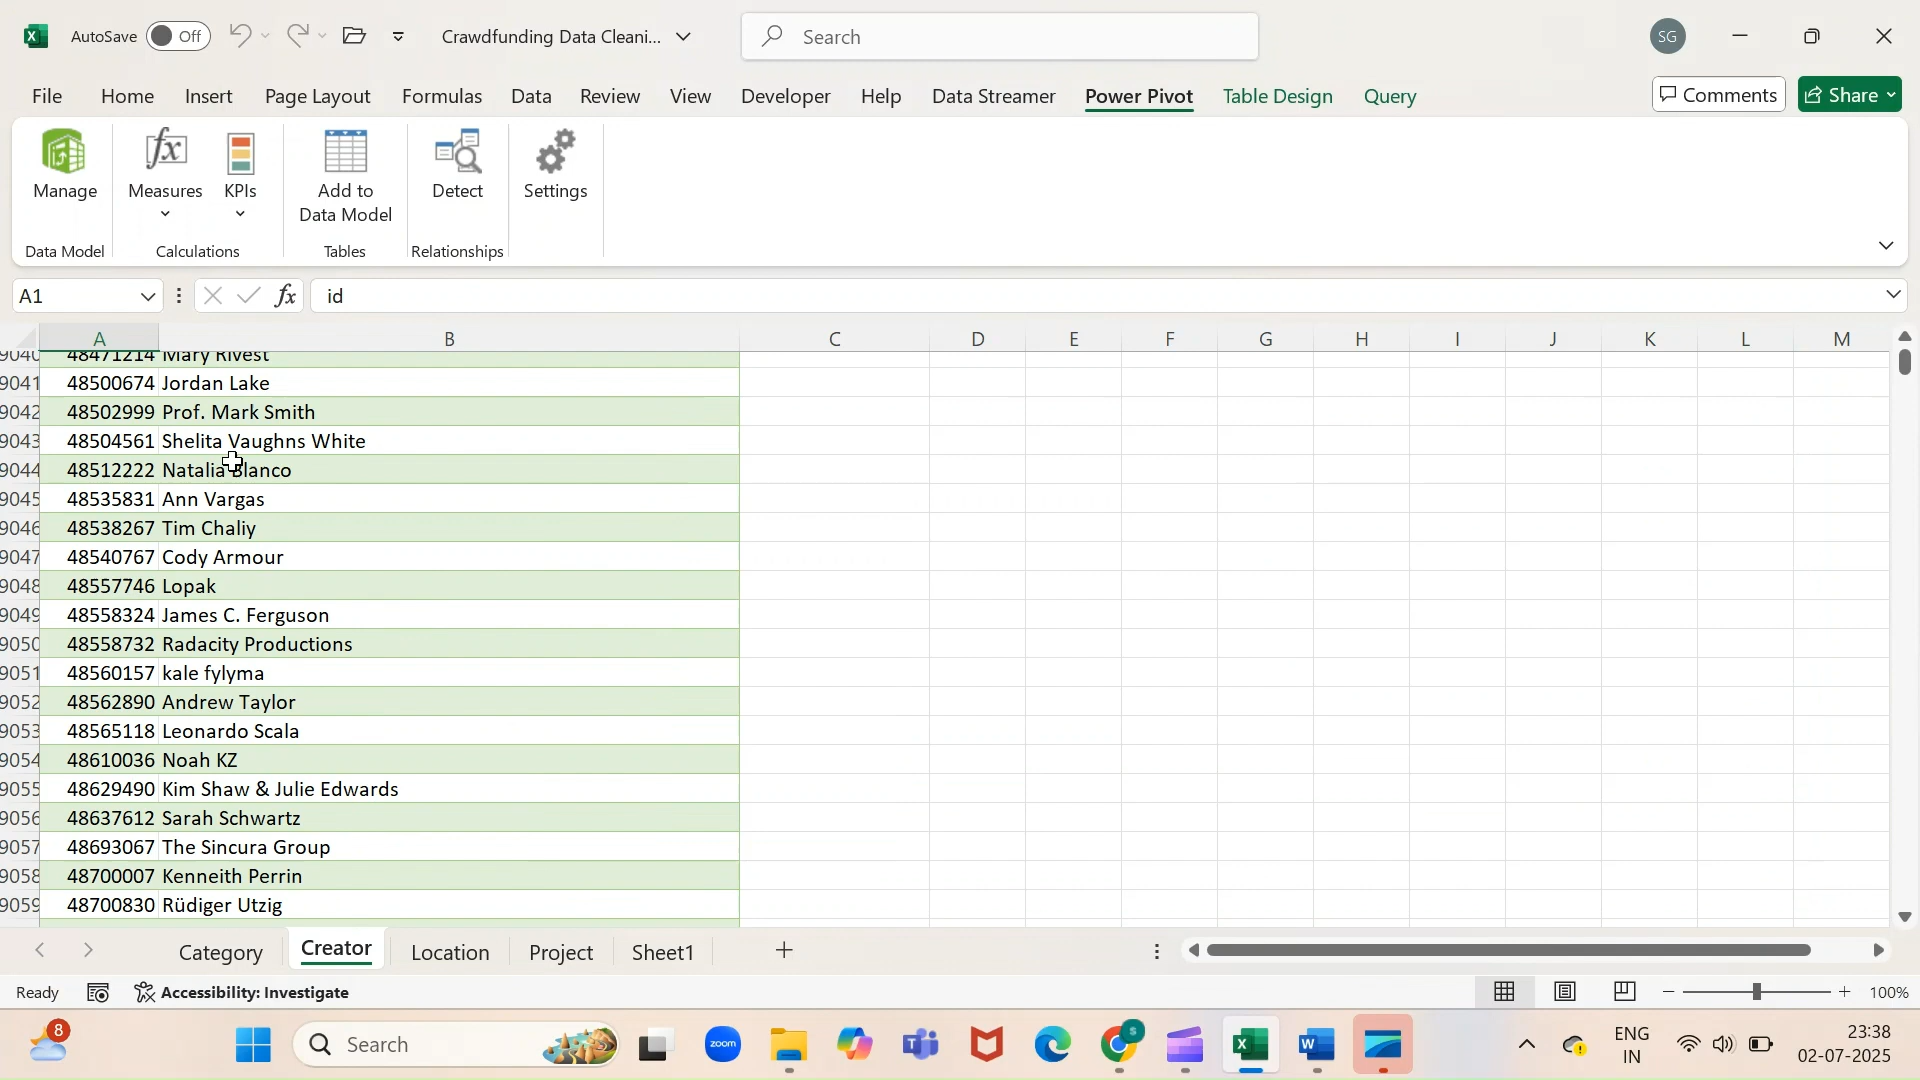 AutoSave Off Crawdfunding Data Cleani... Search SG
File Home Insert Page Layout Formulas Data Review View Developer Help Data Streamer Power Pivot Table Design Query Comments Share
Manage Measures KPIs Add to Data Model Detect Settings
Data Model Calculations Tables Relationships
A1 fx id
A B C D E F G H I J K L M
9040 48471214 Mary Rivest
9041 48500674 Jordan Lake
9042 48502999 Prof. Mark Smith
9043 48504561 Shelita Vaughns White
9044 48512222 Natalia Blanco
9045 48535831 Ann Vargas
9046 48538267 Tim Chaliy
9047 48540767 Cody Armour
9048 48557746 Lopak
9049 48558324 James C. Ferguson
9050 48558732 Radacity Productions
9051 48560157 kale fylyma
9052 48562890 Andrew Taylor
9053 48565118 Leonardo Scala
9054 48610036 Noah KZ
9055 48629490 Kim Shaw & Julie Edwards
9056 48637612 Sarah Schwartz
9057 48693067 The Sincura Group
9058 48700007 Kenneith Perrin
9059 48700830 Rüdiger Utzig
Category Creator Location Project Sheet1
Ready Accessibility: Investigate 100%
8 Search zoom S ENG 23:38
IN 02-07-2025